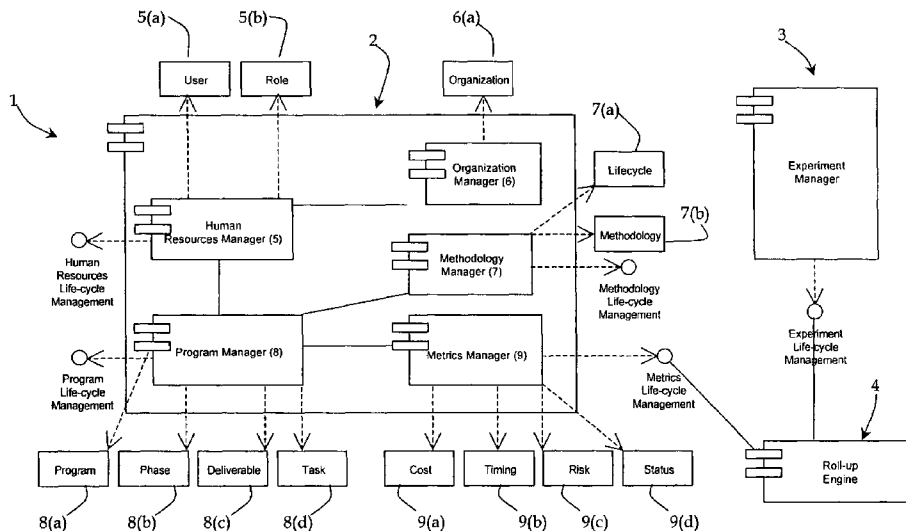 5(a)
5(b)
2
6(a)
3
User
Role
Organization
1
7(a)
Organization
Manager (6)
Lifecycle
Experiment
Manager
Human
Resources Manager (5)
7(b)
Methodology
Human
Resources
Life-cycle
Management
Methodology
Manager (7)
Methodology
Life-cycle
Management
Program Manager (8)
Metrics Manager (9)
Experiment
Life-cycle
Management
Program
Life-cycle
Management
Metrics
Life-cycle
Management
4
Program
Phase
Deliverable
Task
Cost
Timing
Risk
Status
Roll-up
Engine
8(a)
8(b)
8(c)
8(d)
9(a)
9(b)
9(c)
9(d)